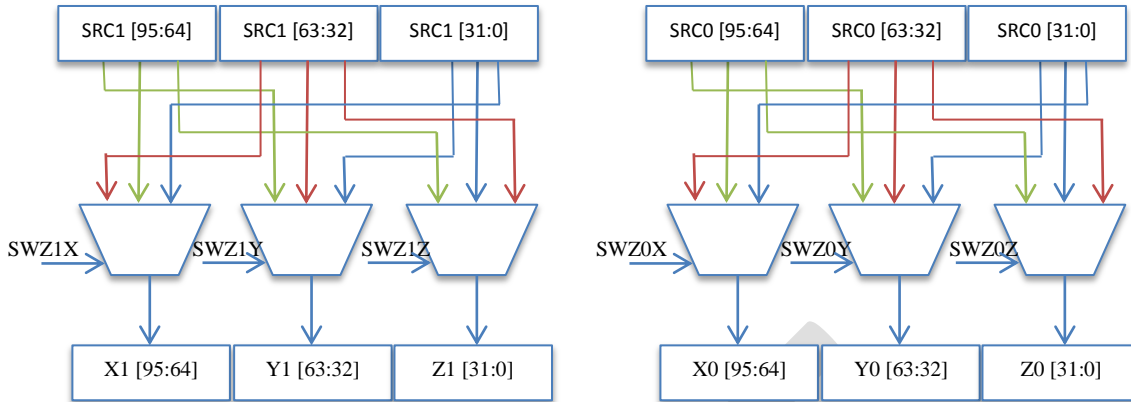 SRC1 [95:64] SRC1 [63:32] SRC1 [31:0] SRC0 [95:64] SRC0 [63:32] SRC0 [31:0]
SWZ1X SWZ1Y SWZ1Z SWZ0X SWZ0Y SWZ0Z
X1 [95:64] Y1 [63:32] Z1 [31:0] X0 [95:64] Y0 [63:32] Z0 [31:0]